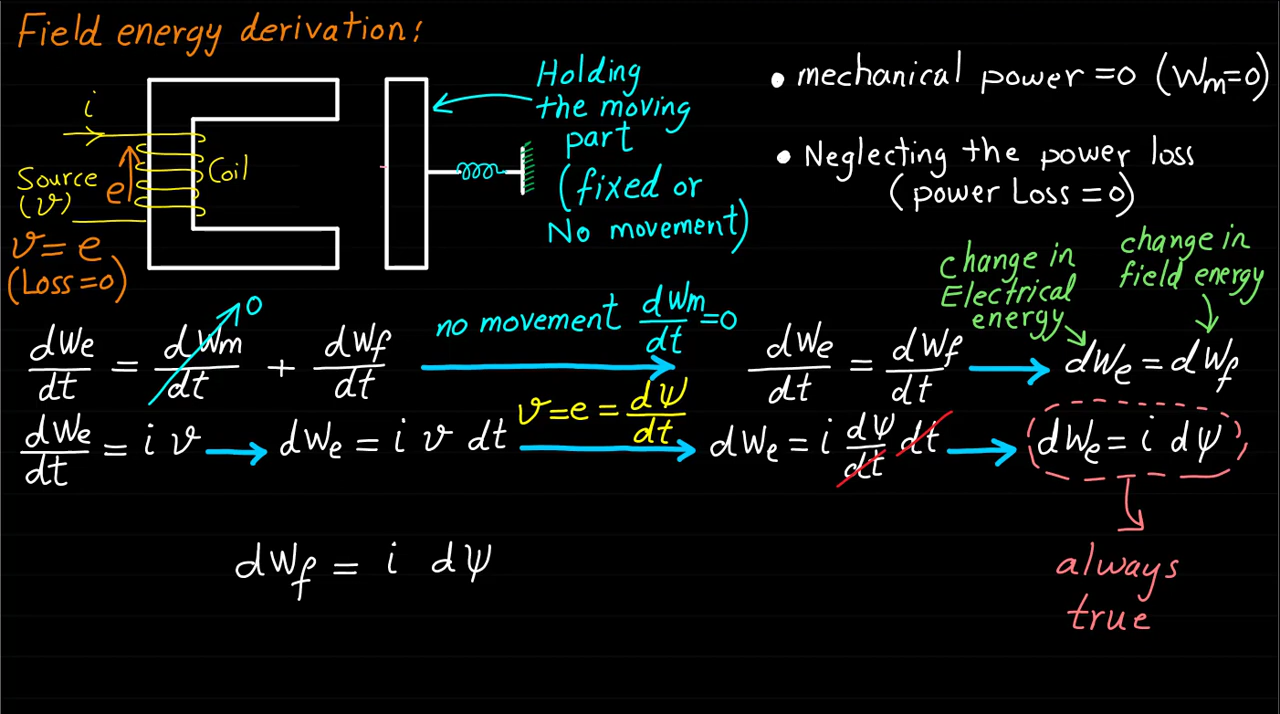 Field energy derivation:
i
Source
(v)
e
Coil
v = e
(Loss=0)
Holding
the moving
part
(fixed or
No movement)
• mechanical power =0 (Wm=0)
• Neglecting the power loss
(power Loss =0)
change in
Electrical
energy
change in
field energy
dWe/dt = dWm/dt + dWf/dt
0
no movement dWm/dt =0
dWe/dt = dWf/dt → dWe = dWf
dWe/dt = i v → dWe = i v dt
v=e = dψ/dt
dWe = i dψ/dt dt → dWe = i dψ
always
true
dWf = i dψ